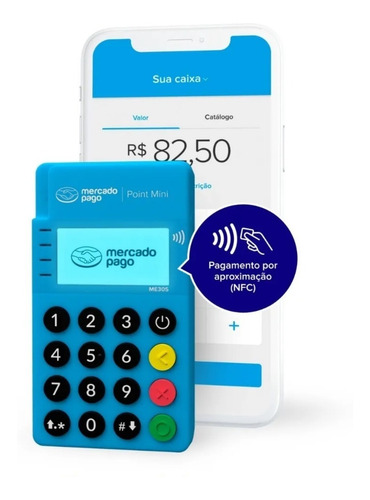 Sua caixa
Valor
Catálogo
R$ 82,50
rição
mercado
pago
Point Mini
mercado
pago
ME30S
Pagamento por
aproximação
(NFC)
+
1 2 3
4 5 6 <
7 8 9 ×
⬆.* 0 #⬇ O